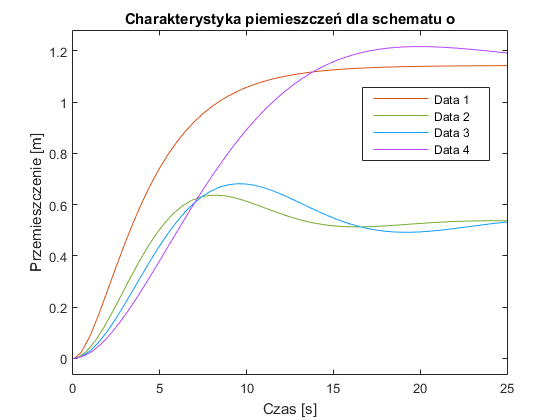 Charakterystyka piemieszczeń dla schematu o
Przemieszczenie [m]
1.2
1
0.8
0.6
0.4
0.2
0
Data 1
Data 2
Data 3
Data 4
0 5 10 15 20 25
Czas [s]